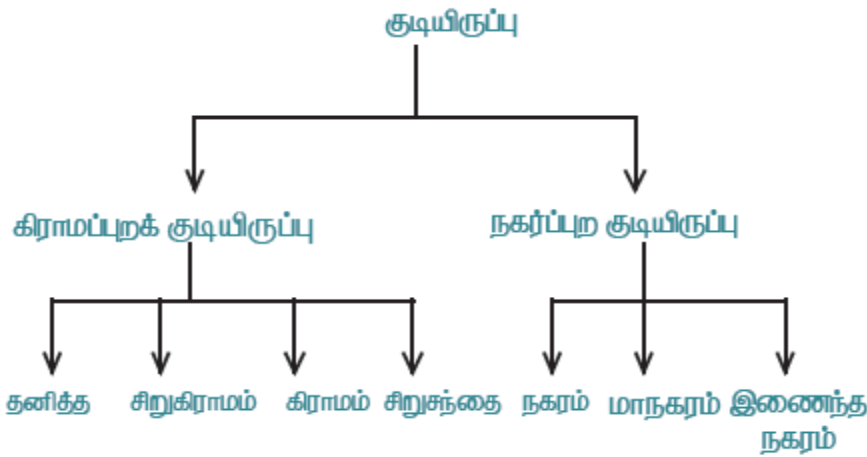 குடியிருப்பு
கிராமப்புறக் குடியிருப்பு
நகர்ப்புற குடியிருப்பு
தனித்த
சிறுகிராமம்
கிராமம்
சிறுசந்தை
நகரம்
மாநகரம்
இணைந்த
நகரம்